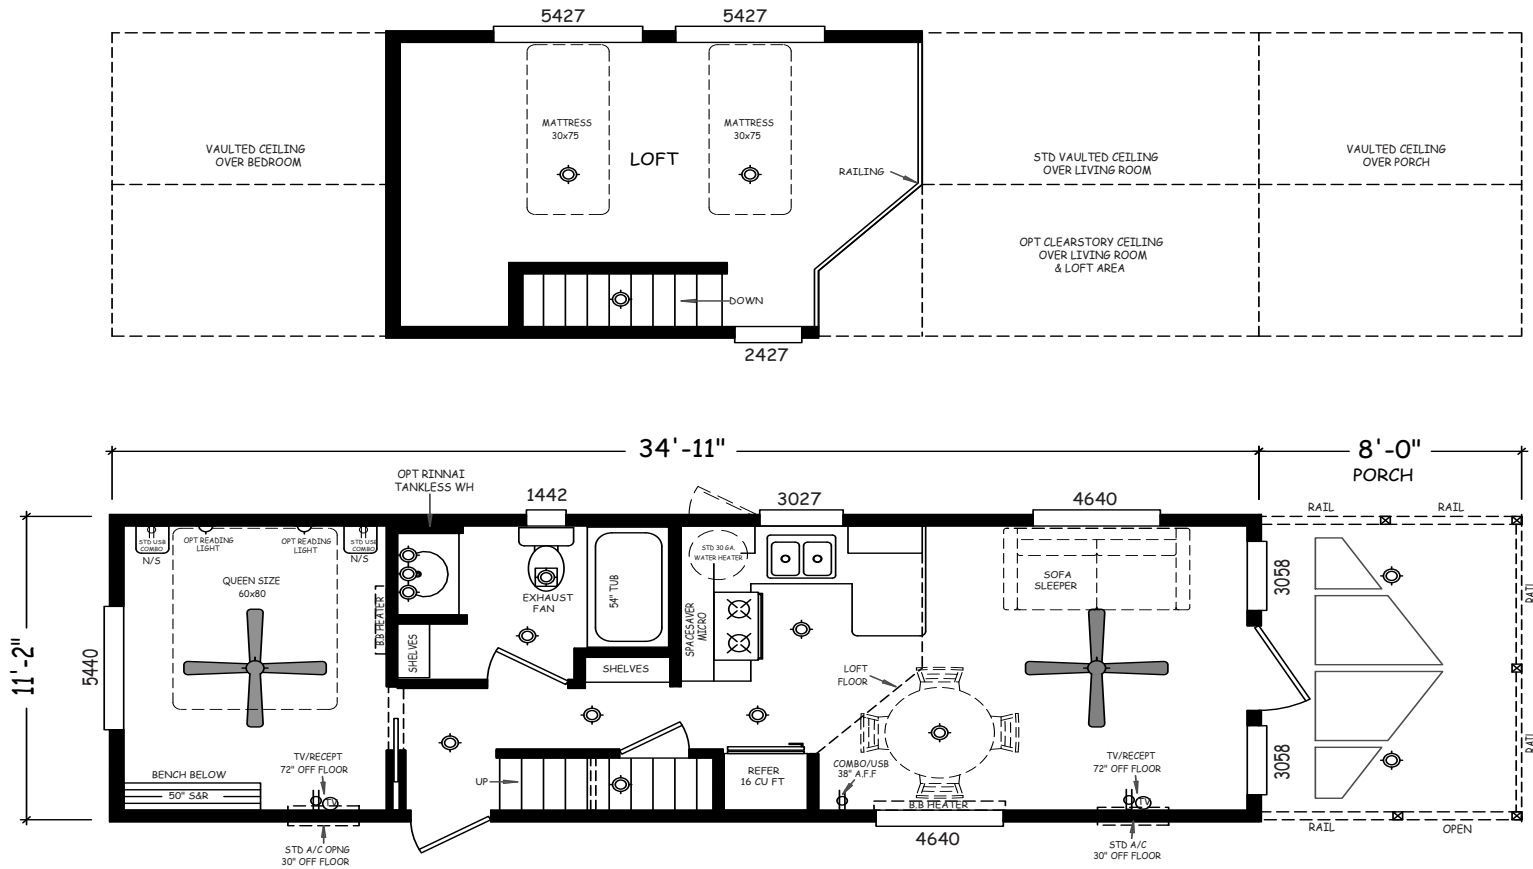 5427
5427
MATTRESS
30x75
MATTRESS
30x75
LOFT
VAULTED CEILING
OVER BEDROOM
RAILING
STD VAULTED CEILING
OVER LIVING ROOM
VAULTED CEILING
OVER PORCH
OPT CLEARSTORY CEILING
OVER LIVING ROOM
& LOFT AREA
DOWN
2427
34'-11"
8'-0"
PORCH
OPT RINNAI
TANKLESS WH
1442
3027
4640
RAIL
RAIL
STD USB
COMBO
N/S
OPT READING
LIGHT
OPT READING
LIGHT
STD USB
COMBO
N/S
QUEEN SIZE
60x80
B.B HEATER
SHELVES
EXHAUST
FAN
54" TUB
SHELVES
STD 30 GA.
WATER HEATER
SPACESAVER
MICRO
SOFA
SLEEPER
3058
RAIL
11'-2"
5440
LOFT
FLOOR
BENCH BELOW
50" S&R
TV/RECEPT
72" OFF FLOOR
TV
UP
REFER
16 CU FT
COMBO/USB
38" A.F.F
B.B HEATER
TV/RECEPT
72" OFF FLOOR
TV
3058
RAIL
STD A/C OPNG
30" OFF FLOOR
4640
STD A/C
30" OFF FLOOR
RAIL
OPEN